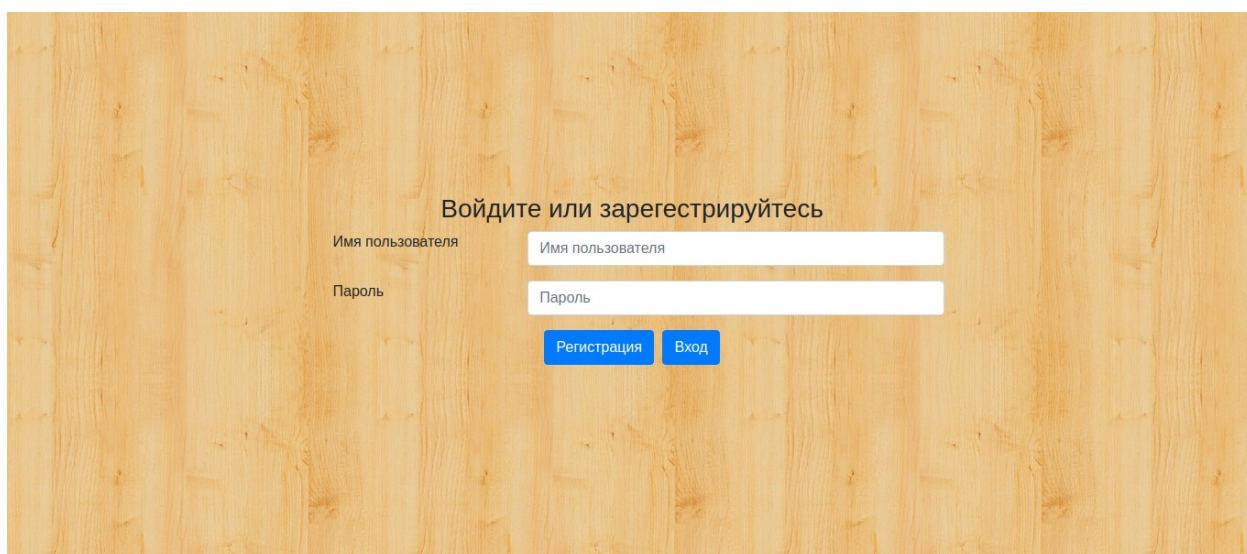 Войдите или зарегестрируйтесь
Имя пользователя Имя пользователя
Пароль Пароль
Регистрация Вход